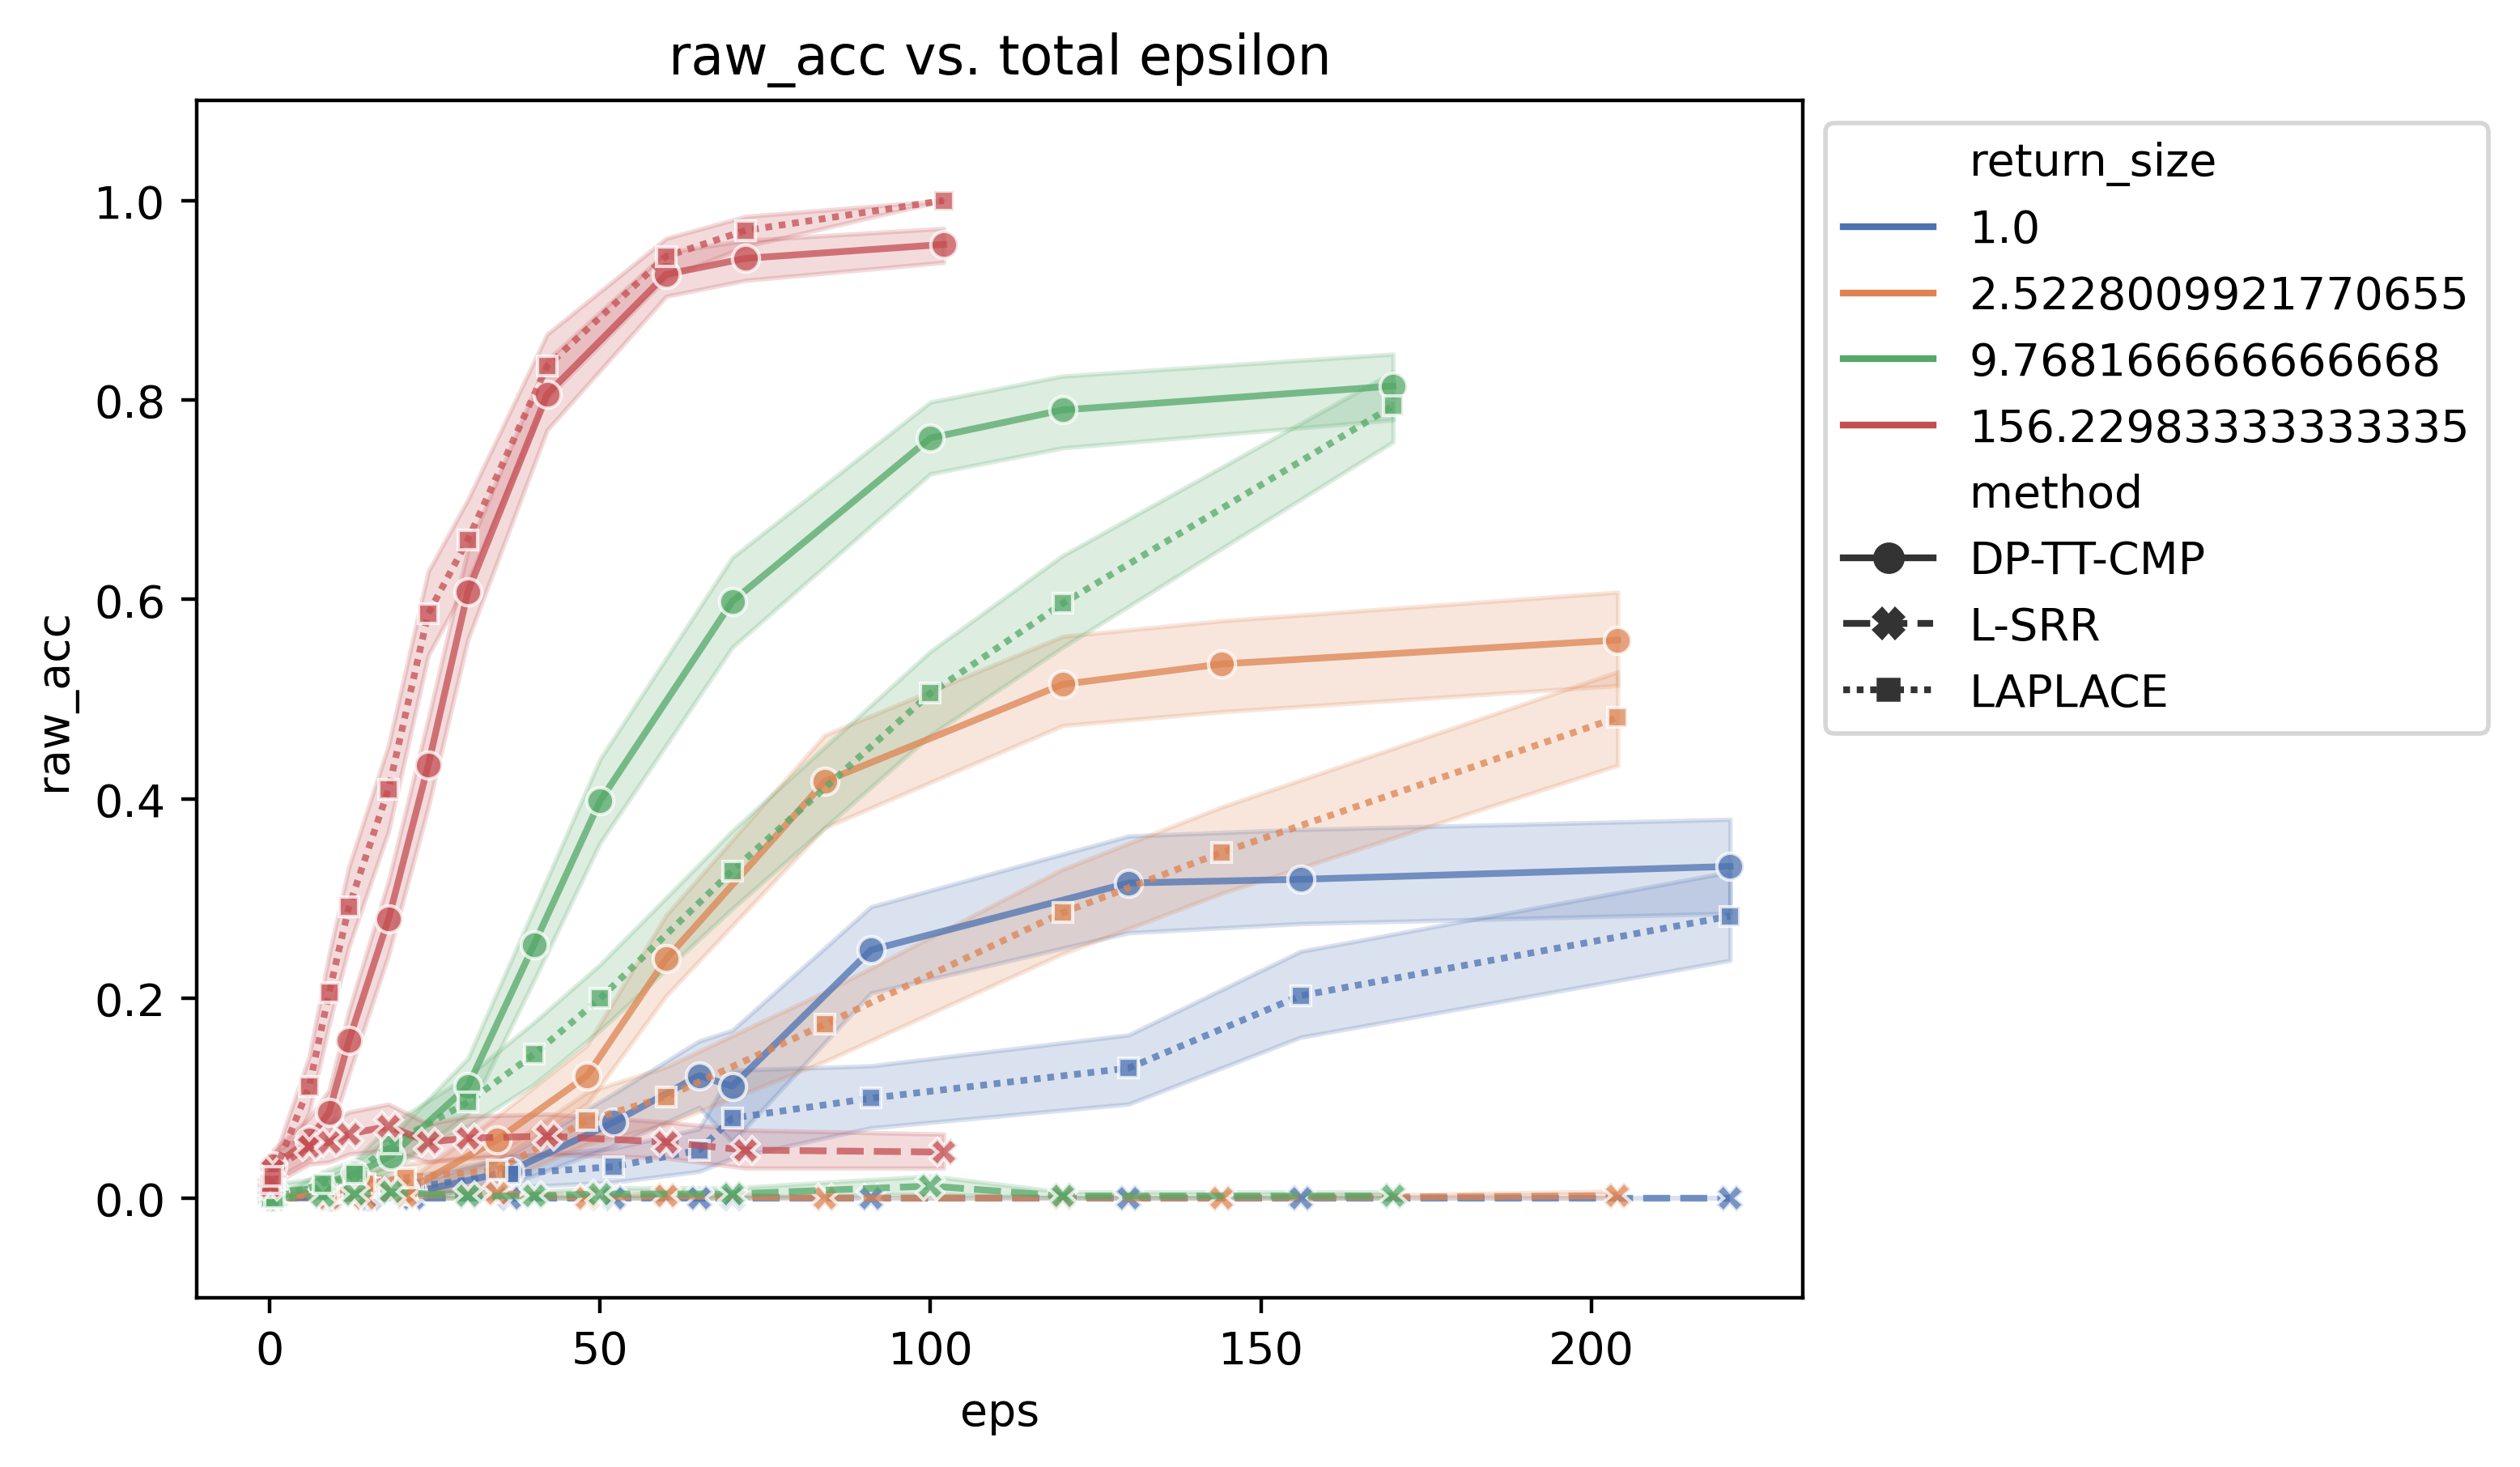 raw_acc vs. total epsilon
raw_acc
1.0
0.8
0.6
0.4
0.2
0.0
0 50 100 150 200
eps
return_size
1.0
2.5228009921770655
9.768166666666668
156.22983333333335
method
DP-TT-CMP
L-SRR
LAPLACE